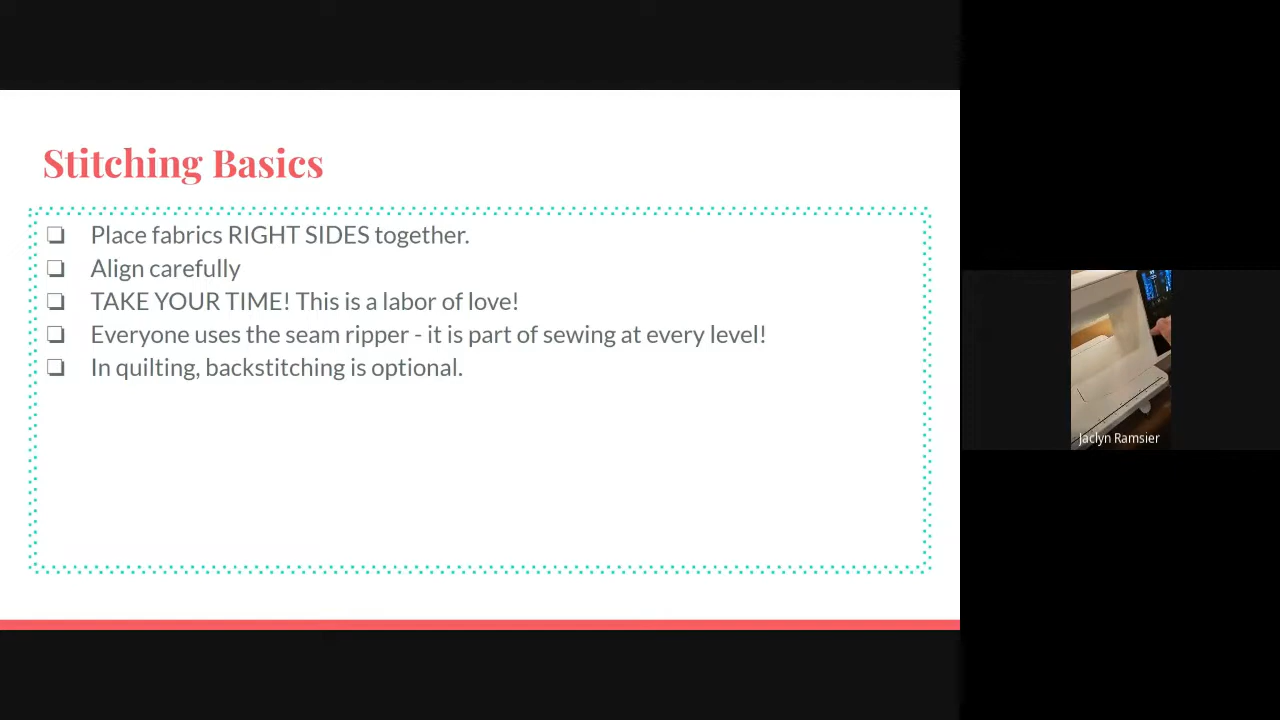 Stitching Basics
❏ Place fabrics RIGHT SIDES together.
❏ Align carefully
❏ TAKE YOUR TIME! This is a labor of love!
❏ Everyone uses the seam ripper - it is part of sewing at every level!
❏ In quilting, backstitching is optional.
Jaclyn Ramsier